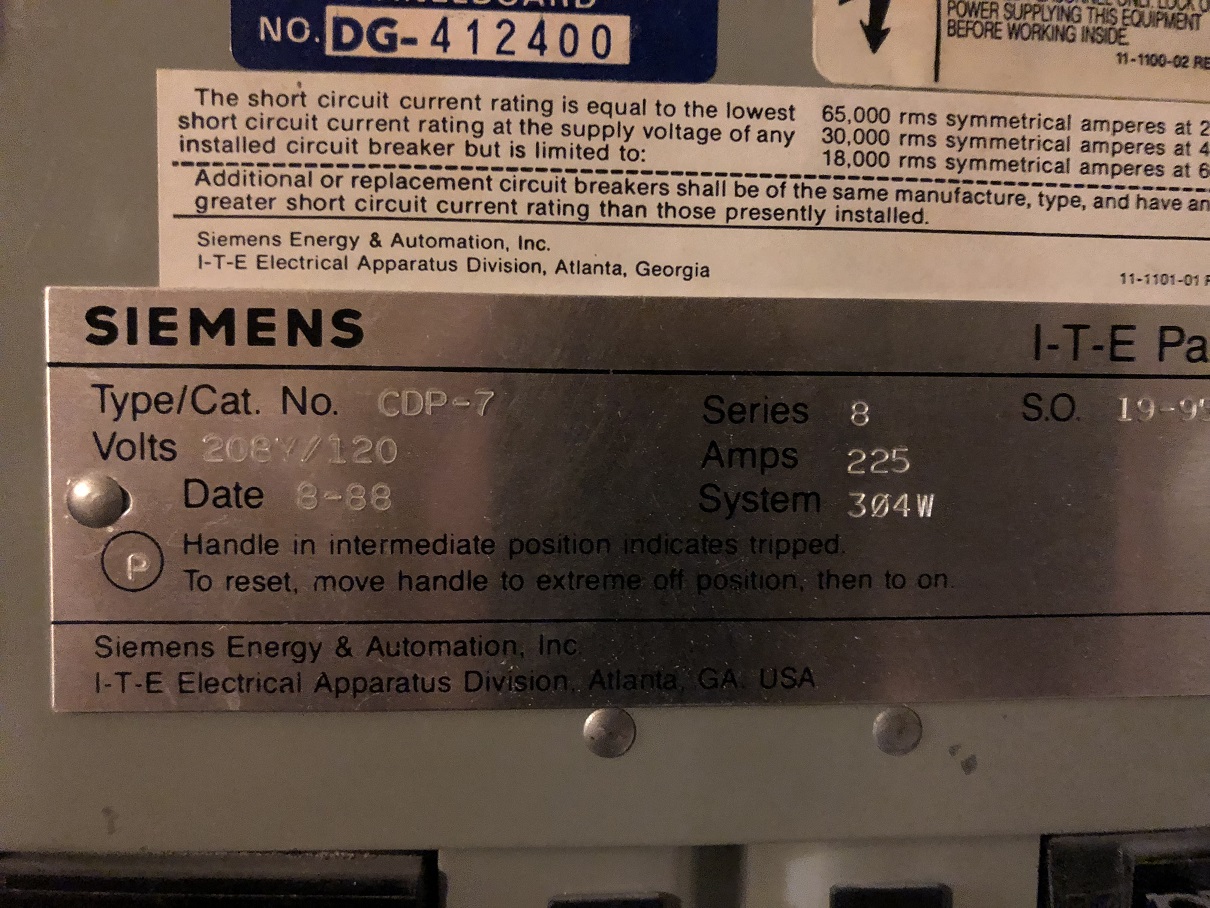 NO. DG-412400
POWER SUPPLYING THIS EQUIPMENT
BEFORE WORKING INSIDE.
11-1100-02
The short circuit current rating is equal to the lowest
short circuit current rating at the supply voltage of any
installed circuit breaker but is limited to:
65,000 rms symmetrical amperes at 2
30,000 rms symmetrical amperes at 4
18,000 rms symmetrical amperes at 6
Additional or replacement circuit breakers shall be of the same manufacture, type, and have an
greater short circuit current rating than those presently installed.
Siemens Energy & Automation, Inc.
I-T-E Electrical Apparatus Division, Atlanta, Georgia
11-1101-01
SIEMENS
I-T-E Pa
Type/Cat. No. CDP-7
Series 8
S.O. 19-9
Volts 208Y/120
Amps 225
Date 8-88
System 3Ø4W
P
Handle in intermediate position indicates tripped.
To reset, move handle to extreme off position, then to on.
Siemens Energy & Automation, Inc.
I-T-E Electrical Apparatus Division, Atlanta, GA. USA